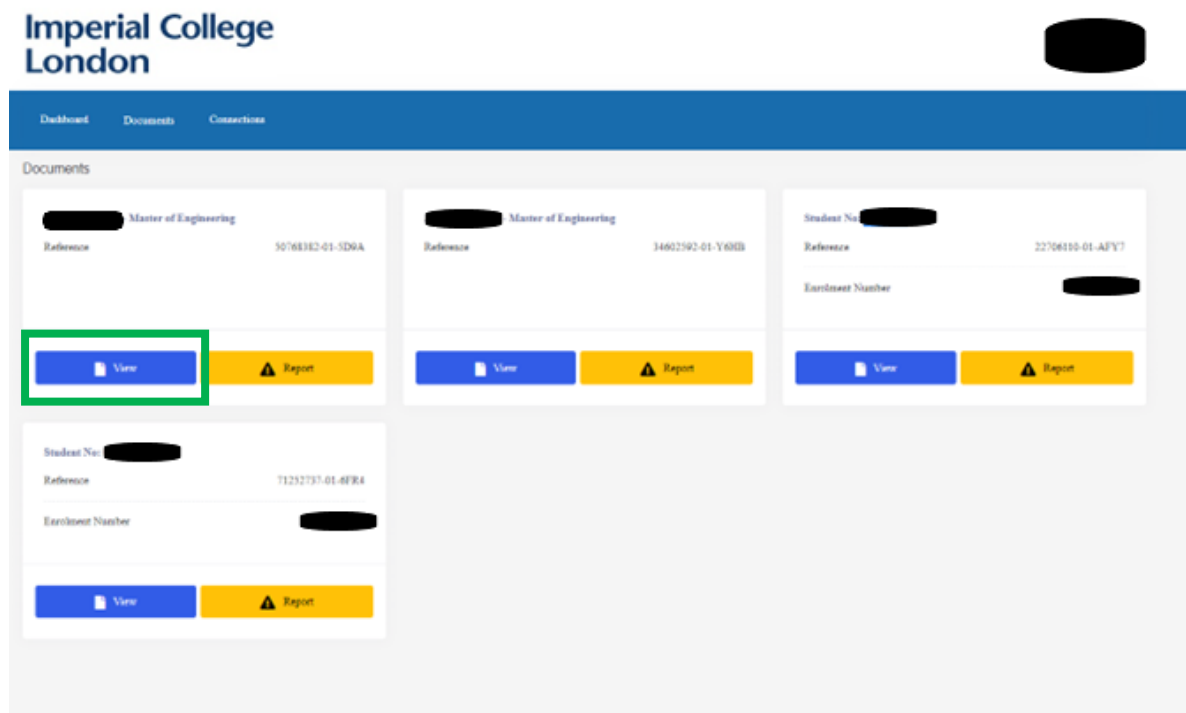 Imperial College
London
Dashboard Documents Connections
Documents
Master of Engineering
Reference 50768382-01-5D9A
View Report
- Master of Engineering
Reference 34602592-01-Y6HB
View Report
Student No:
Reference 22706110-01-AFY7
Enrolment Number
View Report
Student No:
Reference 71252737-01-6FR4
Enrolment Number
View Report